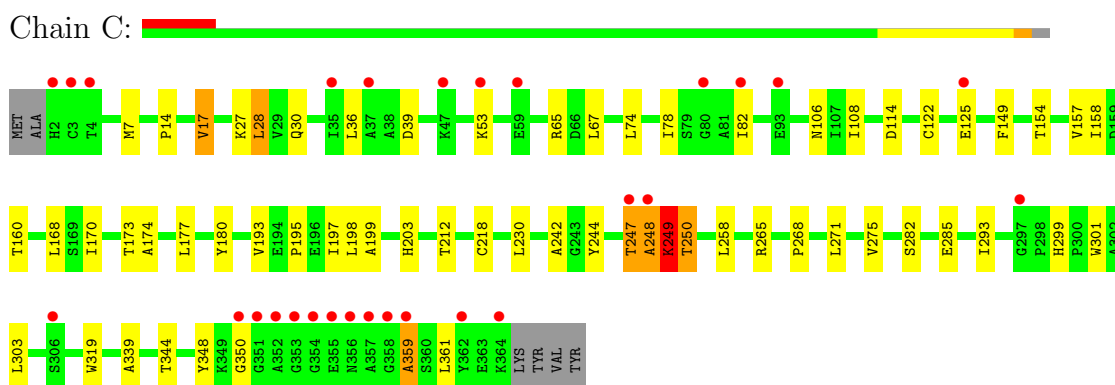 Chain C:
MET ALA H2 C3 T4 M7 P14 V17 K27 L28 V29 Q30 I35 L36 A37 A38 D39 K47 K53 E59 R65 D66 L67 L74 I78 S79 G80 A81 I82 E93 N106 I107 I108 D114 C122 E125 F149 T154 V157 I158
T160 L168 S169 I170 T173 A174 L177 Y180 V193 E194 P195 E196 I197 L198 A199 H203 T212 C218 L230 A242 G243 Y244 T247 A248 K249 T250 L258 R265 P268 L271 V275 S282 E285 I293 G297 P298 H299 P300 W301
L303 S306 W319 A339 T344 Y348 K349 G350 G351 A352 G353 G354 E355 N356 A357 G358 A359 S360 L361 Y362 E363 K364 LYS TYR VAL TYR